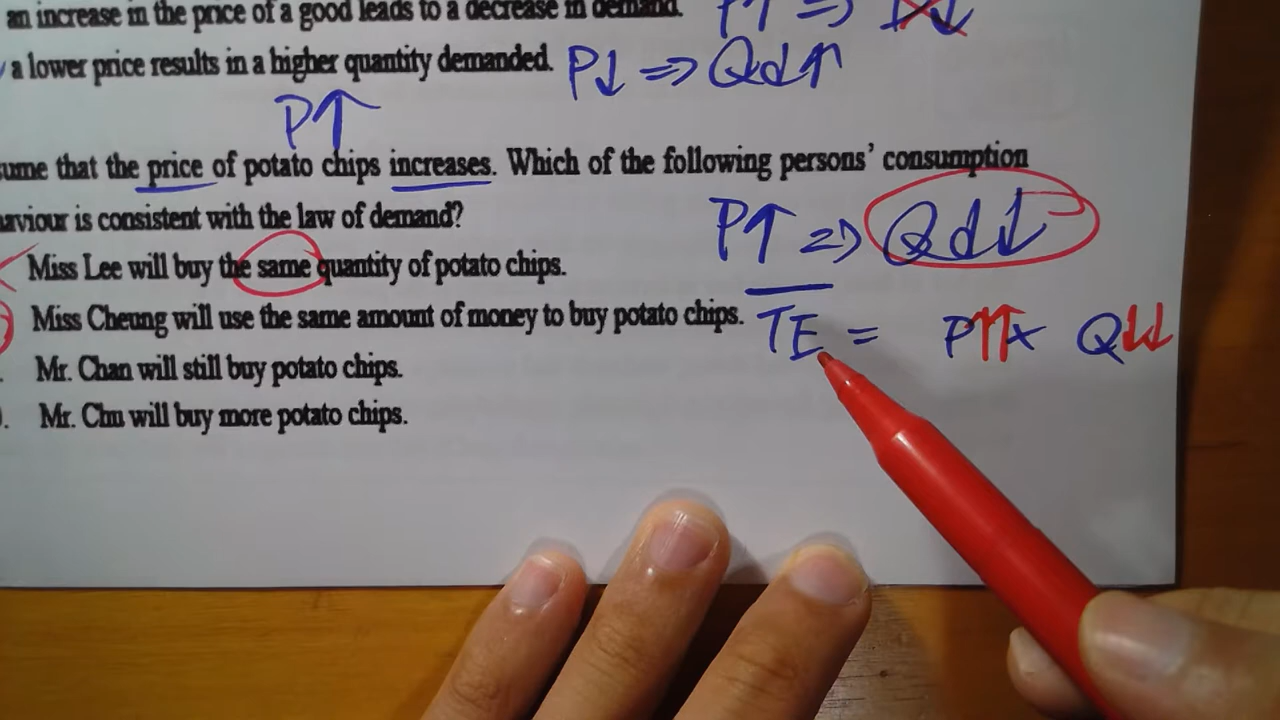 an increase in the price of a good leads to a decrease in demand. P↑ ⇒ D↓
a lower price results in a higher quantity demanded. P↓ ⇒ Qd↑
P↑
ume that the price of potato chips increases. Which of the following persons' consumption
haviour is consistent with the law of demand? P↑ ⇒ Qd↓
Miss Lee will buy the same quantity of potato chips.
Miss Cheung will use the same amount of money to buy potato chips. TE = P↑↑ × Q↓↓
. Mr. Chan will still buy potato chips.
. Mr. Chu will buy more potato chips.